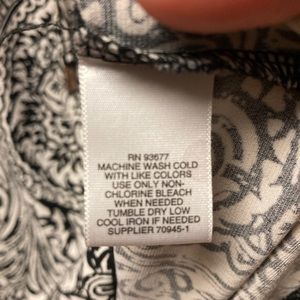 RN 93677
MACHINE WASH COLD
WITH LIKE COLORS
USE ONLY NON-
CHLORINE BLEACH
WHEN NEEDED
TUMBLE DRY LOW
COOL IRON IF NEEDED
SUPPLIER 70945-1